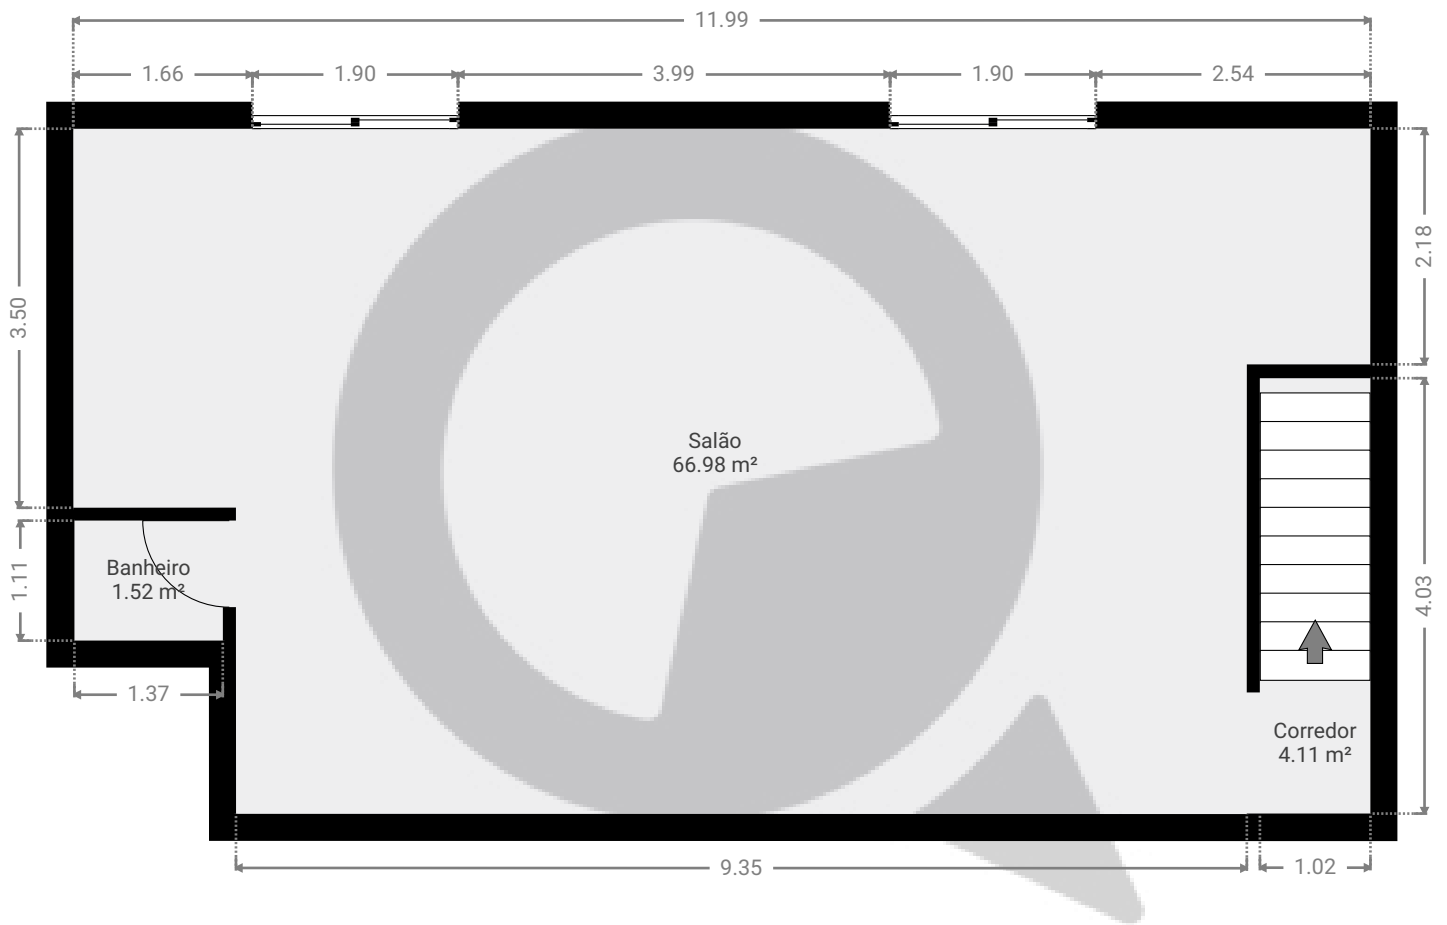 11.99
1.66
1.90
3.99
1.90
2.54
3.50
2.18
Salão
66.98 m²
Banheiro
1.52 m²
1.11
4.03
1.37
Corredor
4.11 m²
9.35
1.02